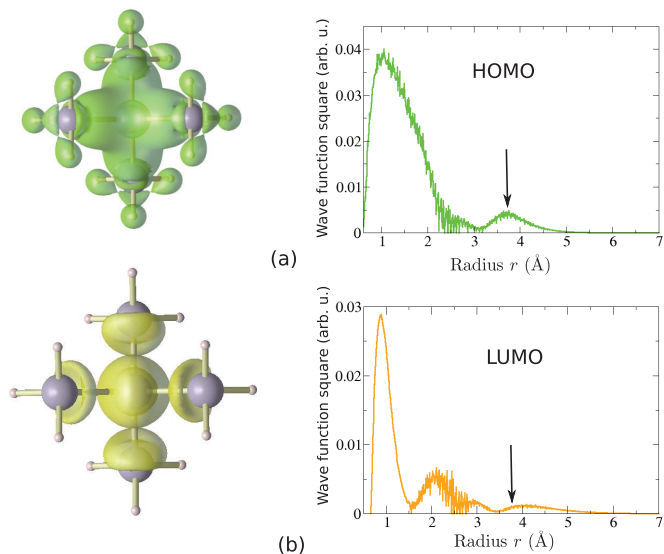 Wave function square (arb. u.)
0.04
0.03
0.02
0.01
0
HOMO
1 2 3 4 5 6 7
Radius r (Å)
(a)
Wave function square (arb. u.)
0.03
0.02
0.01
0
LUMO
1 2 3 4 5 6 7
Radius r (Å)
(b)